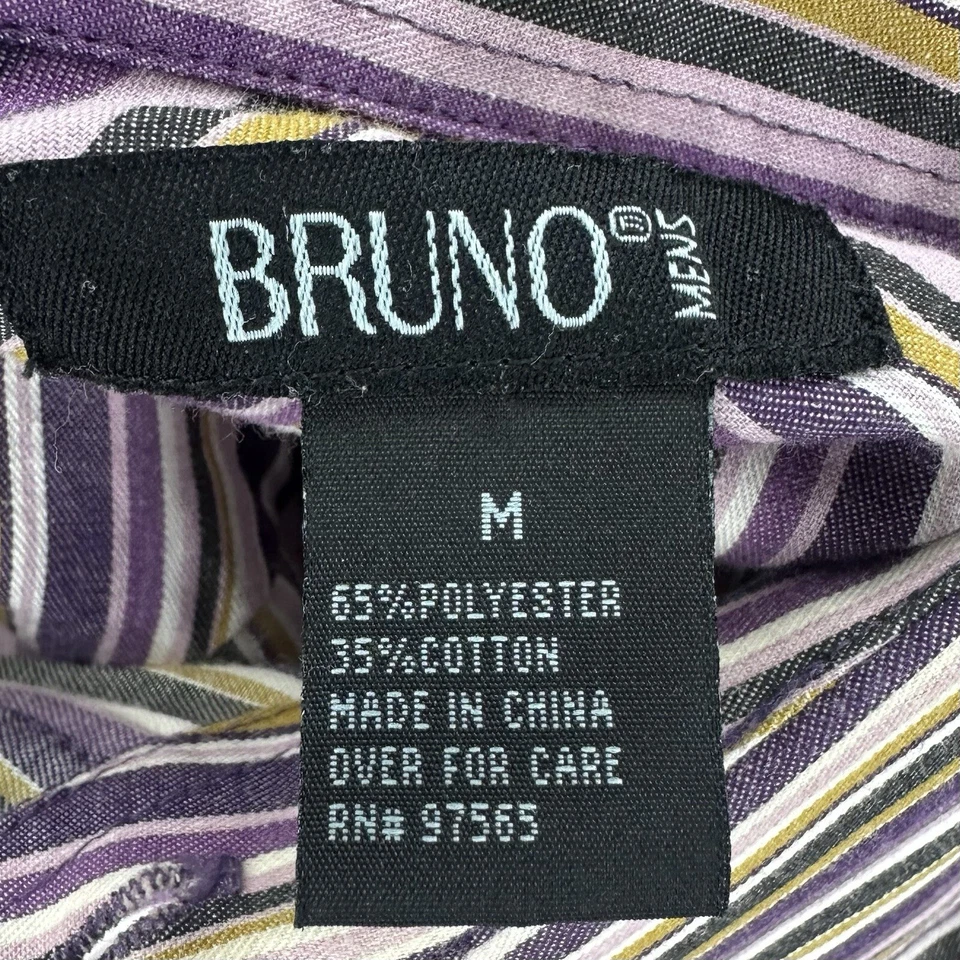 BRUNO® MENS
M
65%POLYESTER
35%COTTON
MADE IN CHINA
OVER FOR CARE
RN# 97565